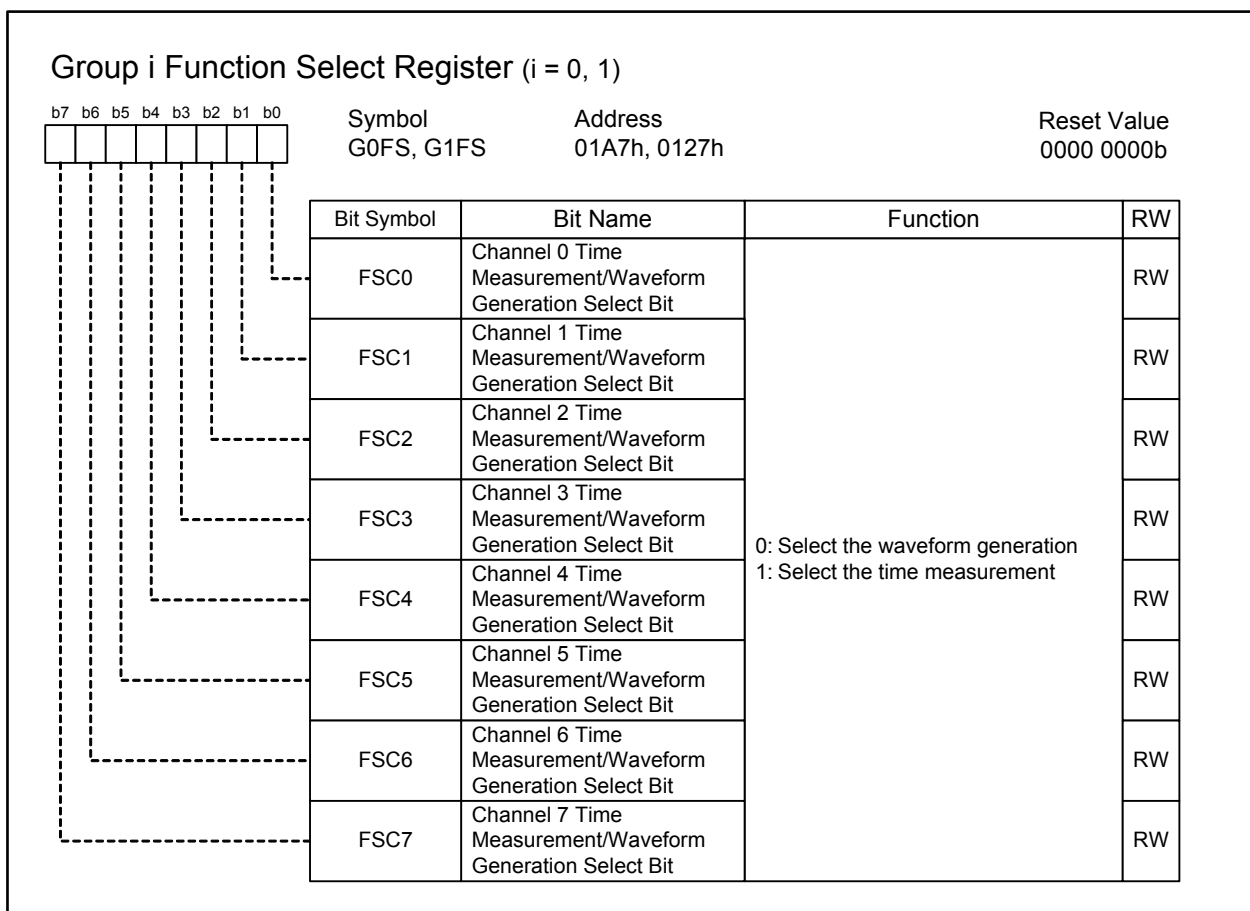 Group i Function Select Register (i = 0, 1)
b7 b6 b5 b4 b3 b2 b1 b0
Symbol Address Reset Value
G0FS, G1FS 01A7h, 0127h 0000 0000b
Bit Symbol Bit Name Function RW
FSC0
Channel 0 Time
Measurement/Waveform
Generation Select Bit
RW
FSC1
Channel 1 Time
Measurement/Waveform
Generation Select Bit
RW
FSC2
Channel 2 Time
Measurement/Waveform
Generation Select Bit
RW
FSC3
Channel 3 Time
Measurement/Waveform
Generation Select Bit
RW
0: Select the waveform generation
1: Select the time measurement
FSC4
Channel 4 Time
Measurement/Waveform
Generation Select Bit
RW
FSC5
Channel 5 Time
Measurement/Waveform
Generation Select Bit
RW
FSC6
Channel 6 Time
Measurement/Waveform
Generation Select Bit
RW
FSC7
Channel 7 Time
Measurement/Waveform
Generation Select Bit
RW